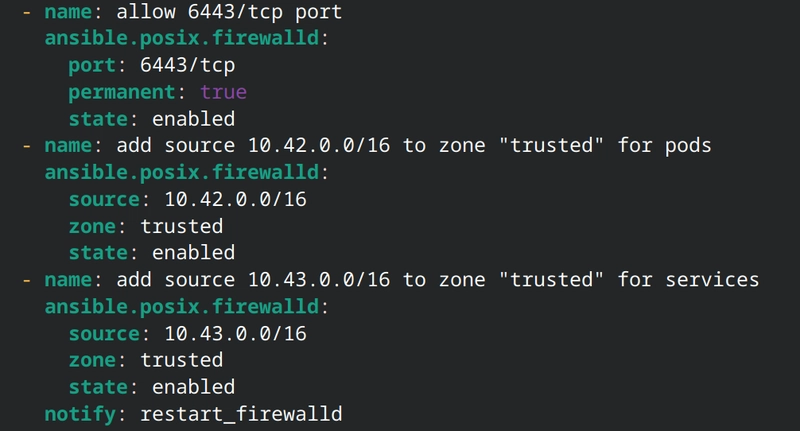 - name: allow 6443/tcp port
  ansible.posix.firewalld:
    port: 6443/tcp
    permanent: true
    state: enabled
- name: add source 10.42.0.0/16 to zone "trusted" for pods
  ansible.posix.firewalld:
    source: 10.42.0.0/16
    zone: trusted
    state: enabled
- name: add source 10.43.0.0/16 to zone "trusted" for services
  ansible.posix.firewalld:
    source: 10.43.0.0/16
    zone: trusted
    state: enabled
  notify: restart_firewalld